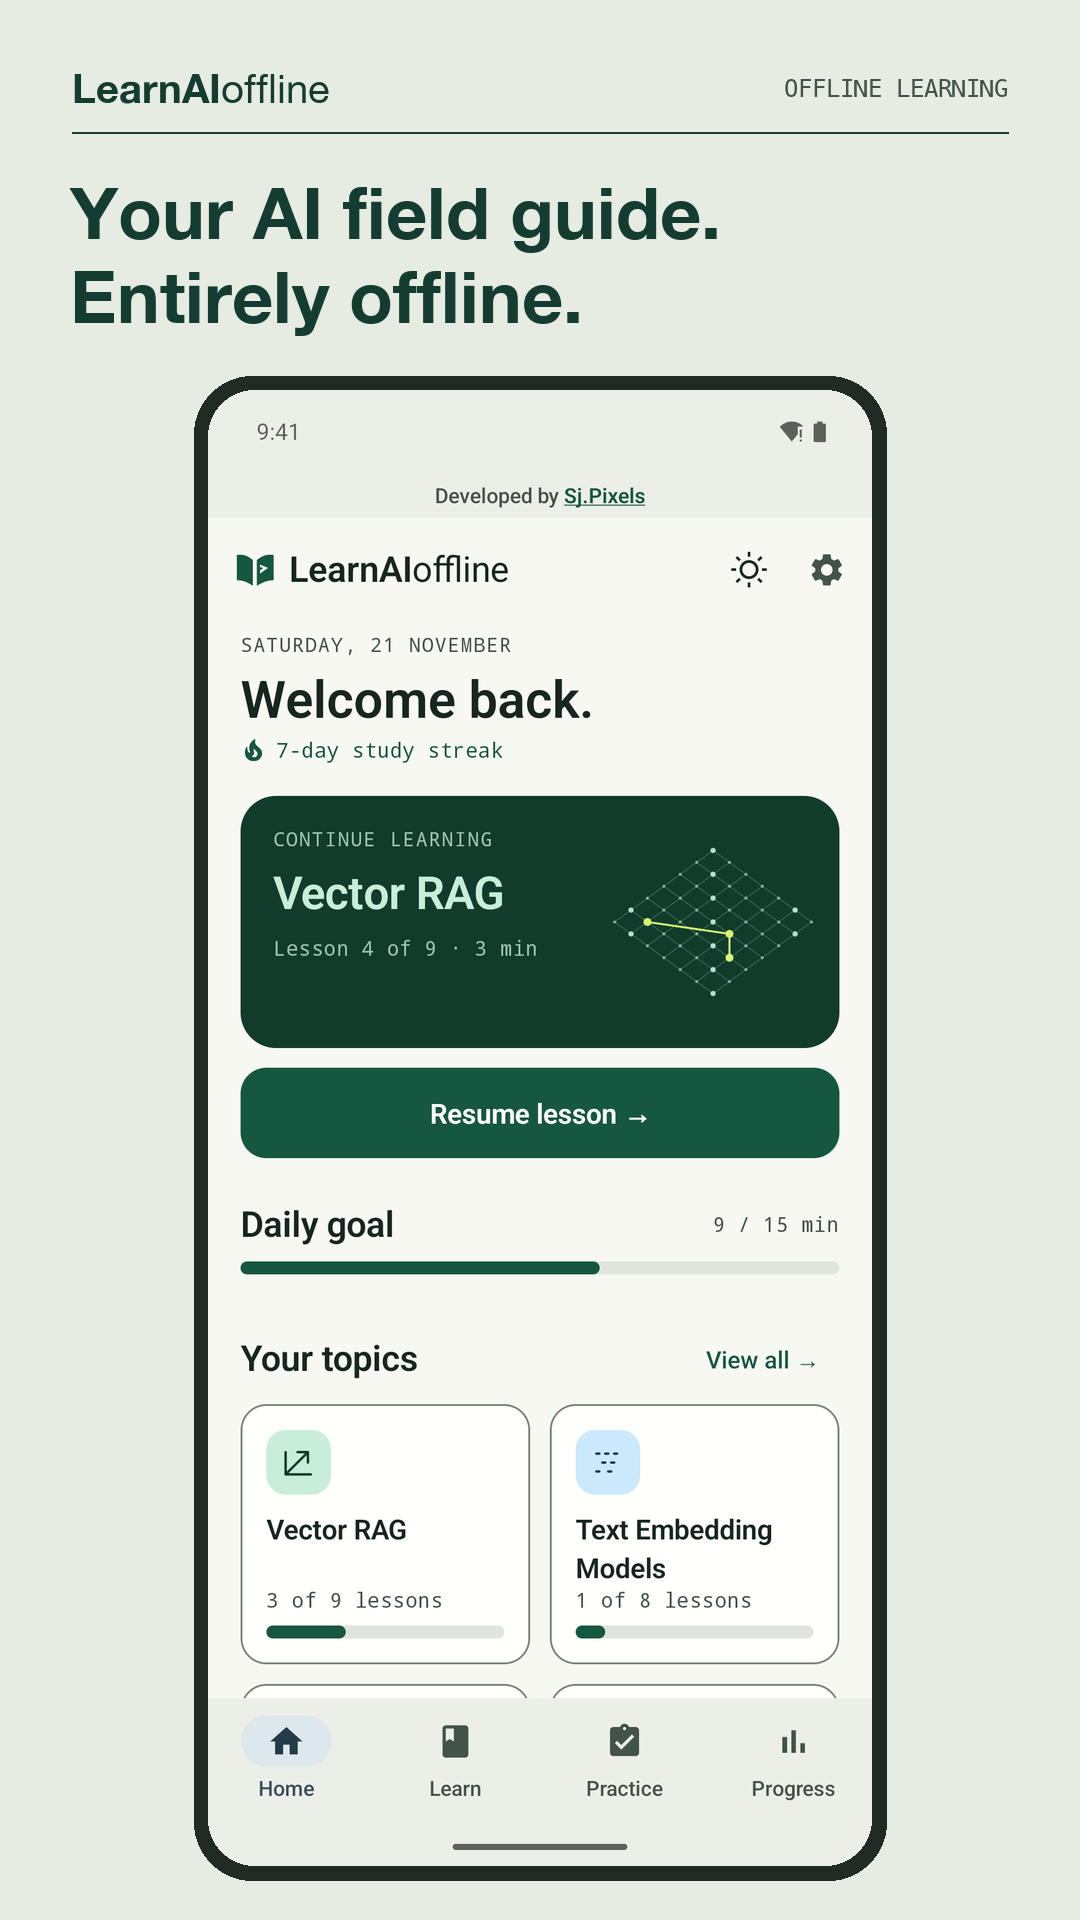 LearnAIoffline
OFFLINE LEARNING
Your AI field guide.
Entirely offline.
9:41
Developed by Sj.Pixels
LearnAIoffline
SATURDAY, 21 NOVEMBER
Welcome back.
7-day study streak
CONTINUE LEARNING
Vector RAG
Lesson 4 of 9 · 3 min
Resume lesson →
Daily goal
9 / 15 min
Your topics
View all →
Vector RAG
3 of 9 lessons
Text Embedding
Models
1 of 8 lessons
Home
Learn
Practice
Progress